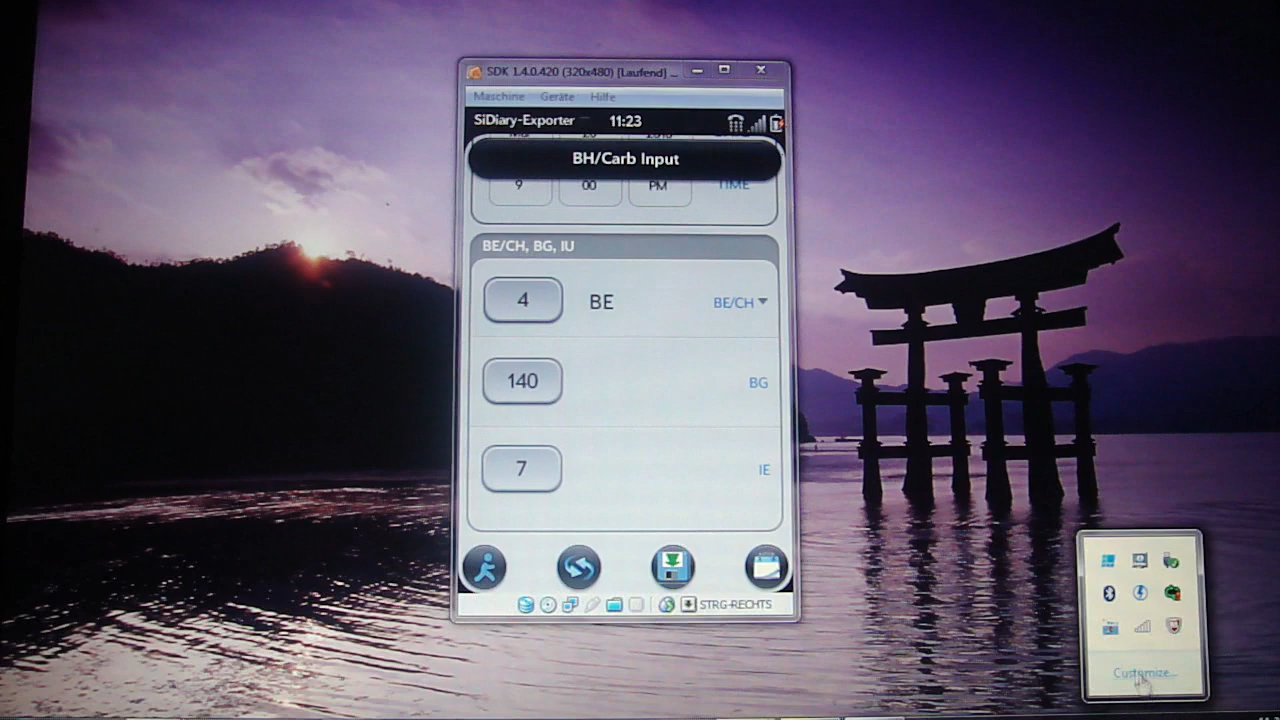 SDK 1.4.0.420 (320x480) [Laufend] ...
Maschine Geräte Hilfe
SiDiary-Exporter 11:23
BH/Carb Input
9 00 PM TIME
BE/CH, BG, IU
4 BE BE/CH
140 BG
7 IE
STRG-RECHTS
Customize...